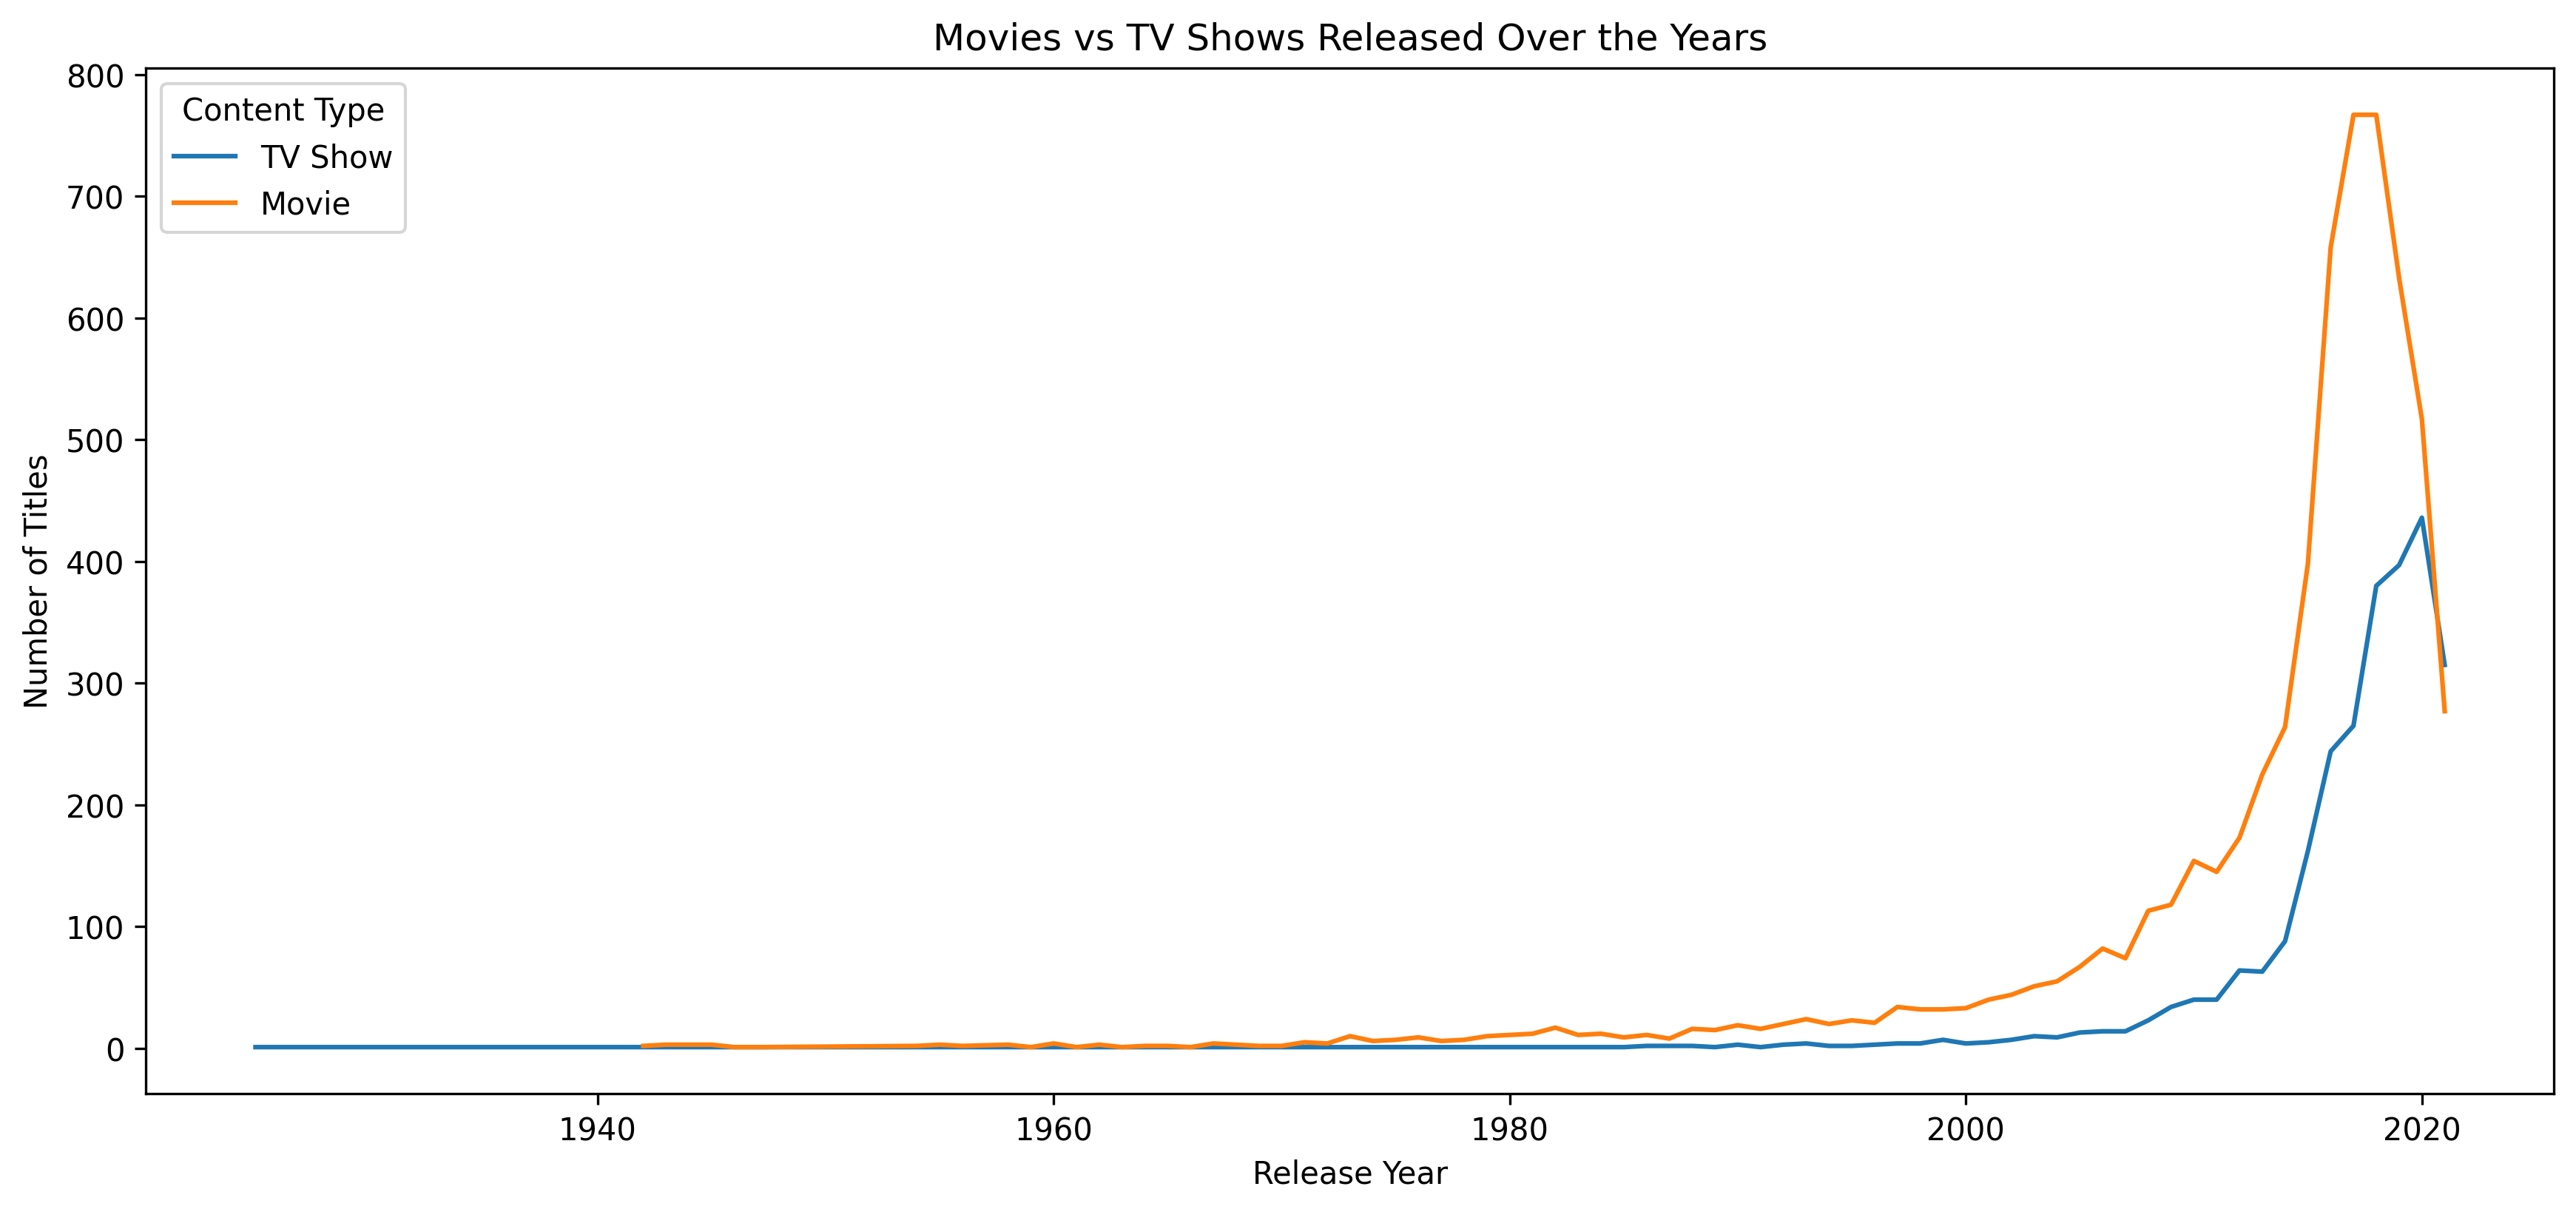 Movies vs TV Shows Released Over the Years
Content Type
TV Show
Movie
Number of Titles
800
700
600
500
400
300
200
100
0
1940
1960
1980
2000
2020
Release Year